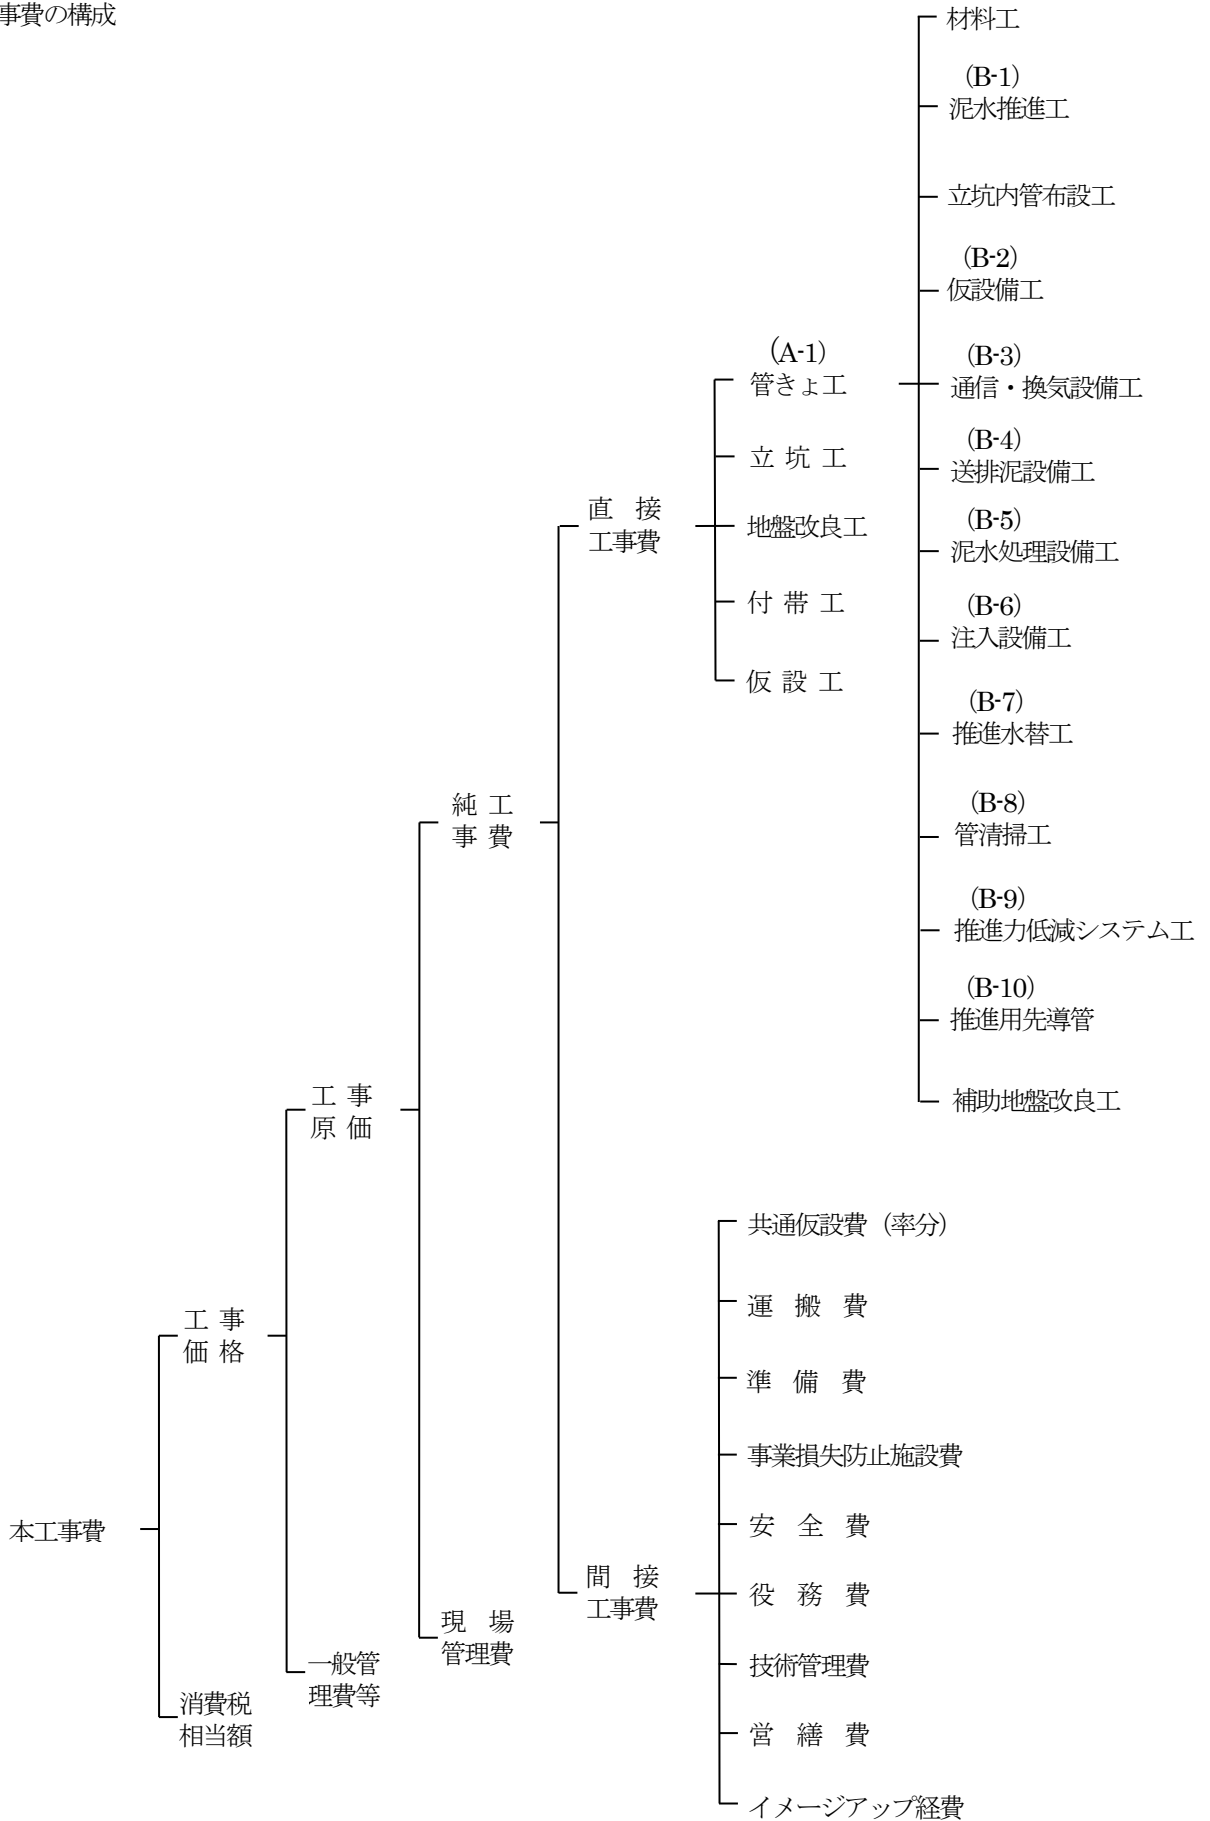 事費の構成
材料工
(B-1)
泥水推進工
立坑内管布設工
(B-2)
仮設備工
(A-1)
管きょ工
(B-3)
通信・換気設備工
立 坑 工
(B-4)
送排泥設備工
直 接
工事費
地盤改良工
(B-5)
泥水処理設備工
付 帯 工
(B-6)
注入設備工
仮 設 工
(B-7)
推進水替工
純 工
事 費
(B-8)
管清掃工
(B-9)
推進力低減システム工
(B-10)
推進用先導管
工 事
原 価
補助地盤改良工
共通仮設費（率分）
運 搬 費
工 事
価 格
準 備 費
事業損失防止施設費
本工事費
安 全 費
間 接
工事費
役 務 費
現 場
管理費
技術管理費
一般管
理費等
消費税
相当額
営 繕 費
イメージアップ経費